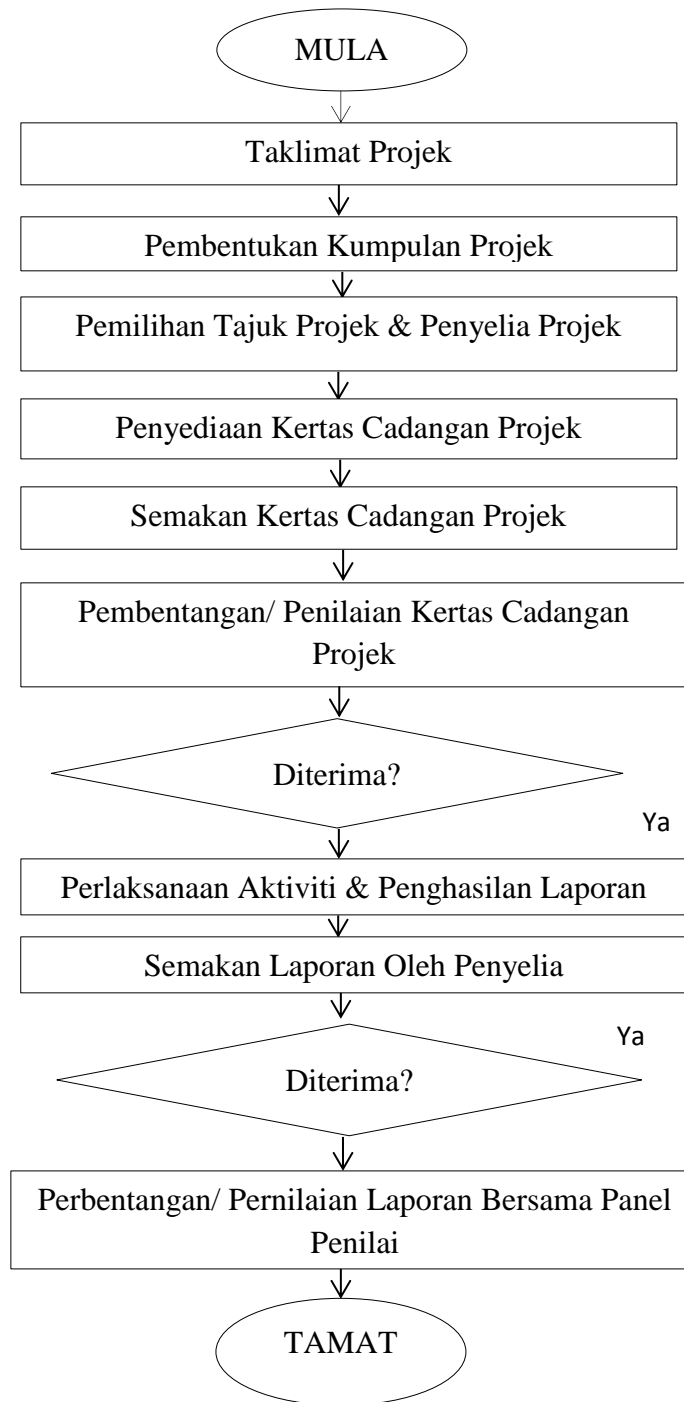 MULA
Taklimat Projek
Pembentukan Kumpulan Projek
Pemilihan Tajuk Projek & Penyelia Projek
Penyediaan Kertas Cadangan Projek
Semakan Kertas Cadangan Projek
Pembentangan/ Penilaian Kertas Cadangan
Projek
Diterima?
Ya
Perlaksanaan Aktiviti & Penghasilan Laporan
Semakan Laporan Oleh Penyelia
Ya
Diterima?
Perbentangan/ Pernilaian Laporan Bersama Panel
Penilai
TAMAT